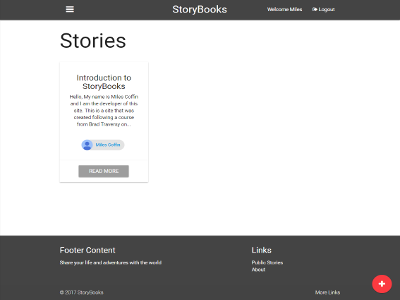 StoryBooks
Welcome Miles
Logout
Stories
Introduction to
StoryBooks
Hello, My name is Miles Coffin
and I am the developer of this
site. This is a site that was
created following a course
from Brad Traversy on...
Miles Coffin
READ MORE
Footer Content
Share your life and adventures with the world
Links
Public Stories
About
© 2017 StoryBooks
More Links